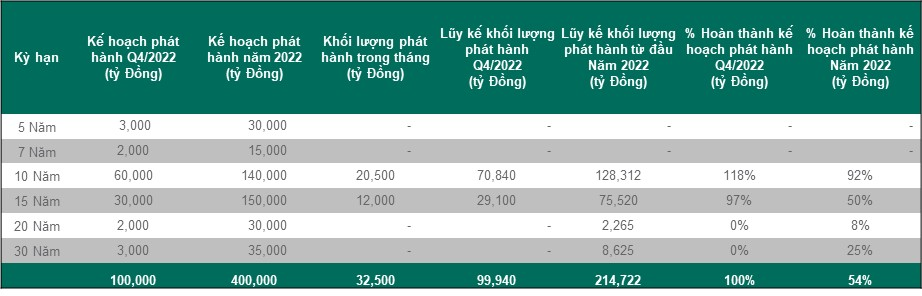 Kỳ hạn
Kế hoạch phát hành Q4/2022 (tỷ Đồng)
Kế hoạch phát hành năm 2022 (tỷ Đồng)
Khối lượng phát hành trong tháng (tỷ Đồng)
Lũy kế khối lượng phát hành Q4/2022 (tỷ Đồng)
Lũy kế khối lượng phát hành từ đầu Năm 2022 (tỷ Đồng)
% Hoàn thành kế hoạch phát hành Q4/2022 (tỷ Đồng)
% Hoàn thành kế hoạch phát hành Năm 2022 (tỷ Đồng)
5 Năm 3,000 30,000 - - - - -
7 Năm 2,000 15,000 - - - - -
10 Năm 60,000 140,000 20,500 70,840 128,312 118% 92%
15 Năm 30,000 150,000 12,000 29,100 75,520 97% 50%
20 Năm 2,000 30,000 - - 2,265 0% 8%
30 Năm 3,000 35,000 - - 8,625 0% 25%
100,000 400,000 32,500 99,940 214,722 100% 54%